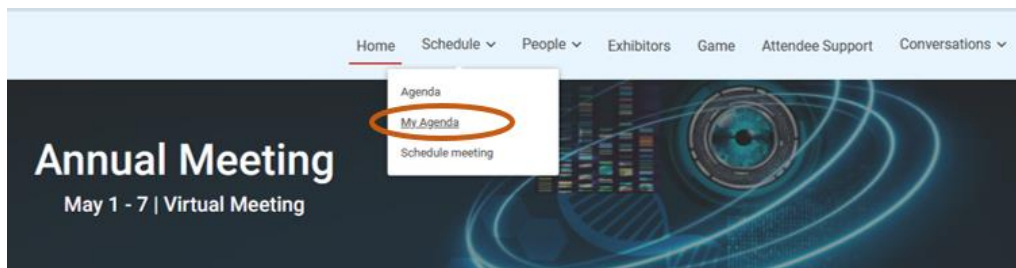 Home Schedule People Exhibitors Game Attendee Support Conversations
Agenda
My Agenda
Schedule meeting
Annual Meeting
May 1 - 7 | Virtual Meeting